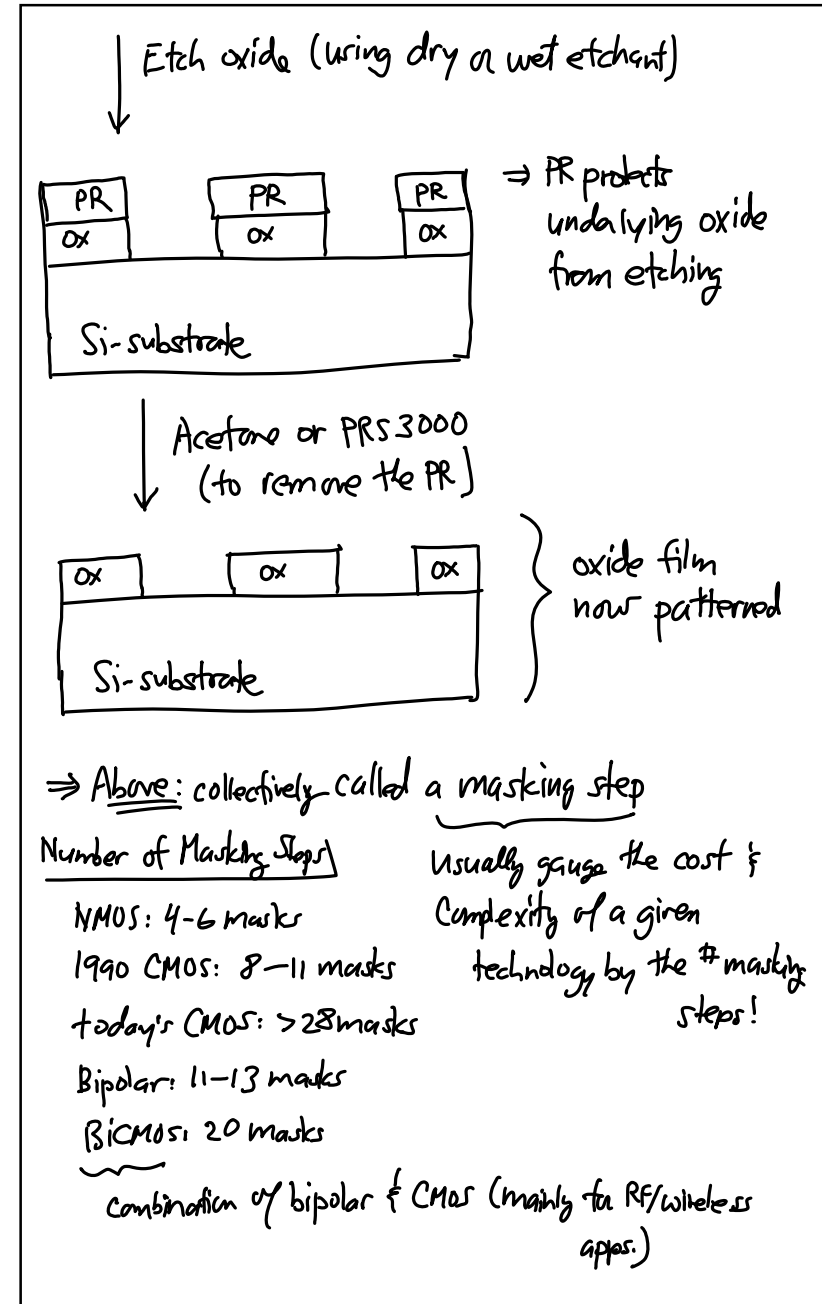 Etch oxide (using dry or wet etchant)
PR PR PR
ox ox ox
⇒ PR protects
underlying oxide
from etching
Si-substrate
Acetone or PRS3000
(to remove the PR)
ox ox ox
Si-substrate
oxide film
now patterned
⇒ Above: collectively called a masking step
Usually gauge the cost &
Complexity of a given
technology by the # masking
steps!
Number of Masking Steps
NMOS: 4-6 masks
1990 CMOS: 8-11 masks
today's CMOS: >28 masks
Bipolar: 11-13 masks
BiCMOS: 20 masks
combination of bipolar & CMOS (mainly for RF/wireless
apps.)